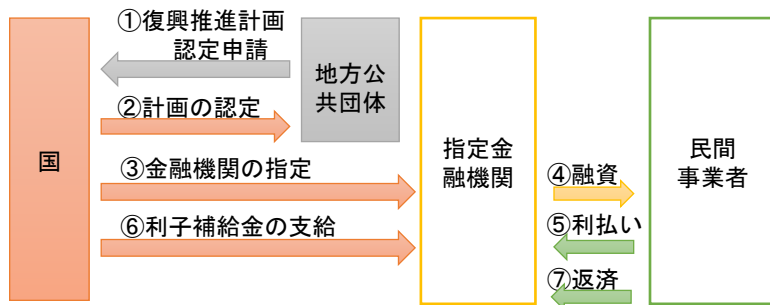 ①復興推進計画
認定申請
地方公
共団体
②計画の認定
国
③金融機関の指定
指定金
融機関
④融資
民間
事業者
⑤利払い
⑥利子補給金の支給
⑦返済